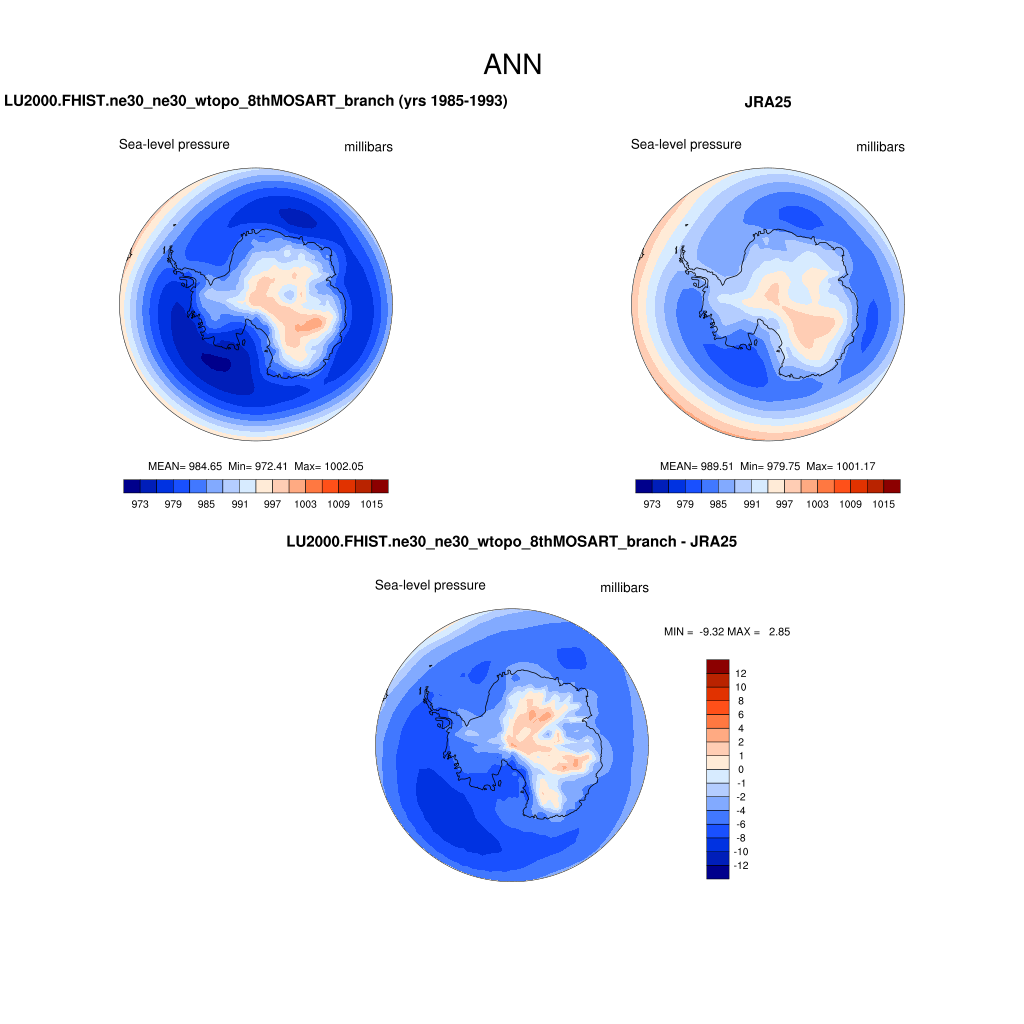 ANN
LU2000.FHIST.ne30_ne30_wtopo_8thMOSART_branch (yrs 1985-1993)
Sea-level pressure millibars
MEAN= 984.65 Min= 972.41 Max= 1002.05
973 979 985 991 997 1003 1009 1015
JRA25
Sea-level pressure millibars
MEAN= 989.51 Min= 979.75 Max= 1001.17
973 979 985 991 997 1003 1009 1015
LU2000.FHIST.ne30_ne30_wtopo_8thMOSART_branch - JRA25
Sea-level pressure millibars
MIN = -9.32 MAX = 2.85
12
10
8
6
4
2
1
0
-1
-2
-4
-6
-8
-10
-12